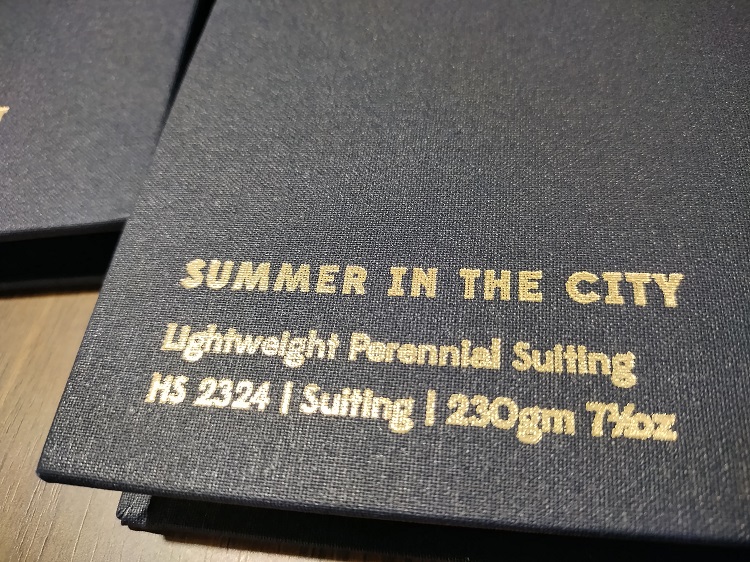 SUMMER IN THE CITY
Lightweight Perennial Suiting
HS 2324 | Suiting | 230gm 7½oz